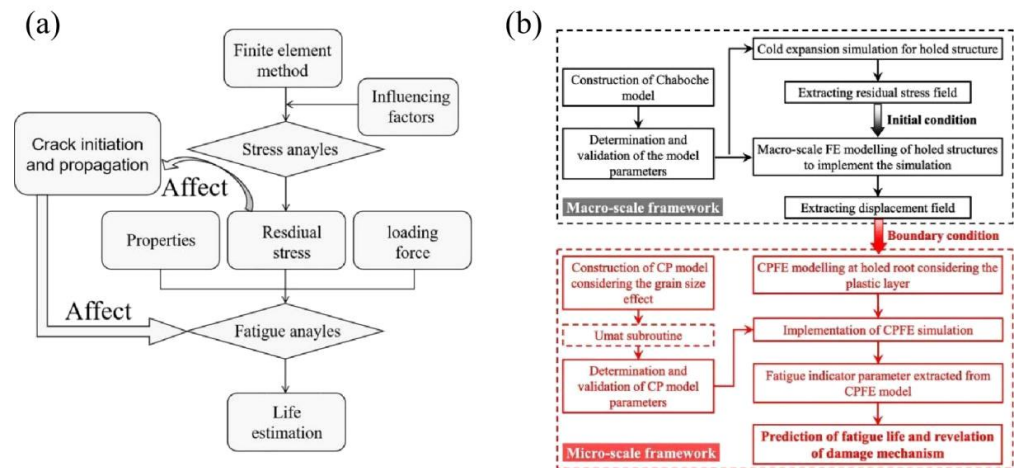 (a)
Finite element
method
Influencing
factors
Crack initiation
and propagation
Stress anayles
Affect
Properties
Resdiual
stress
loading
force
Affect
Fatigue anayles
Life
estimation
(b)
Cold expansion simulation for holed structure
Construction of Chaboche
model
Extracting residual stress field
Initial condition
Determination and
validation of the model
parameters
Macro-scale FE modelling of holed structures
to implement the simulation
Macro-scale framework
Extracting displacement field
Boundary condition
Construction of CP model
considering the grain size
effect
CPFE modelling at holed root considering the
plastic layer
Umat subroutine
Implementation of CPFE simulation
Determination and
validation of CP model
parameters
Fatigue indicator parameter extracted from
CPFE model
Prediction of fatigue life and revelation
of damage mechanism
Micro-scale framework